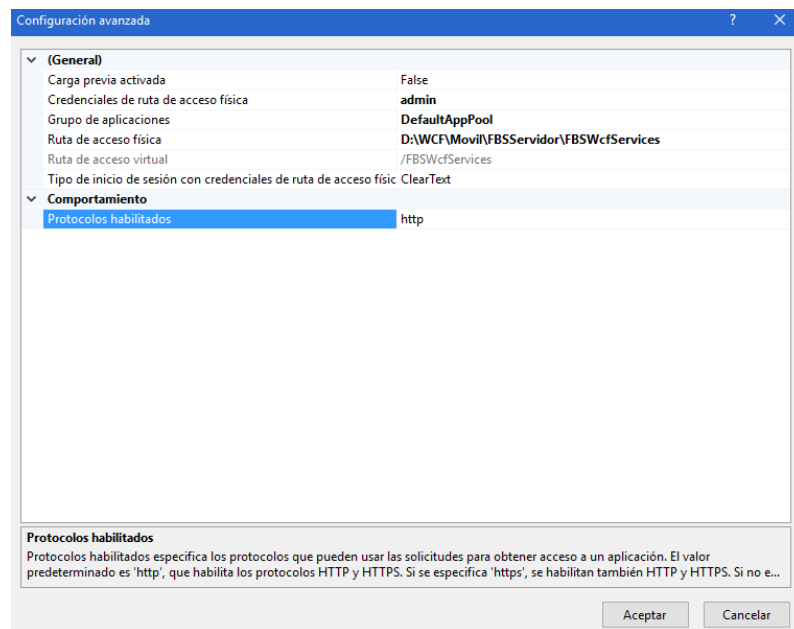 Configuración avanzada
(General)
Carga previa activada False
Credenciales de ruta de acceso física admin
Grupo de aplicaciones DefaultAppPool
Ruta de acceso física D:\WCF\Movil\FBSServidor\FBSWcfServices
Ruta de acceso virtual /FBSWcfServices
Tipo de inicio de sesión con credenciales de ruta de acceso físic ClearText
Comportamiento
Protocolos habilitados http
Protocolos habilitados
Protocolos habilitados especifica los protocolos que pueden usar las solicitudes para obtener acceso a un aplicación. El valor
predeterminado es 'http', que habilita los protocolos HTTP y HTTPS. Si se especifica 'https', se habilitan también HTTP y HTTPS. Si no e...
Aceptar Cancelar